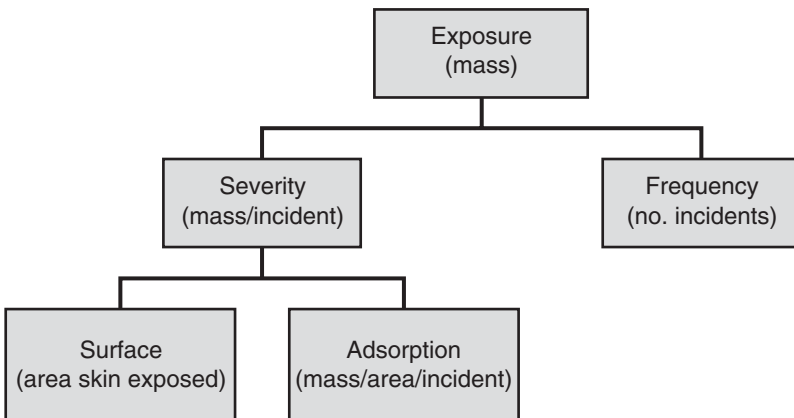 Exposure
(mass)
Severity
(mass/incident)
Frequency
(no. incidents)
Surface
(area skin exposed)
Adsorption
(mass/area/incident)